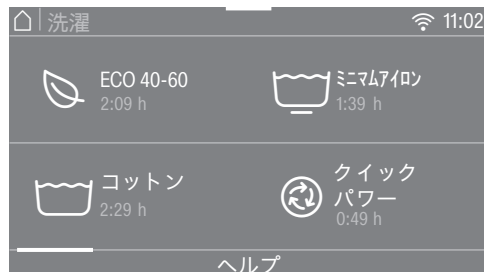 洗濯
11:02
ECO 40-60
2:09 h
ミニマムアイロン
1:39 h
コットン
2:29 h
クイック
パワー
0:49 h
ヘルプ